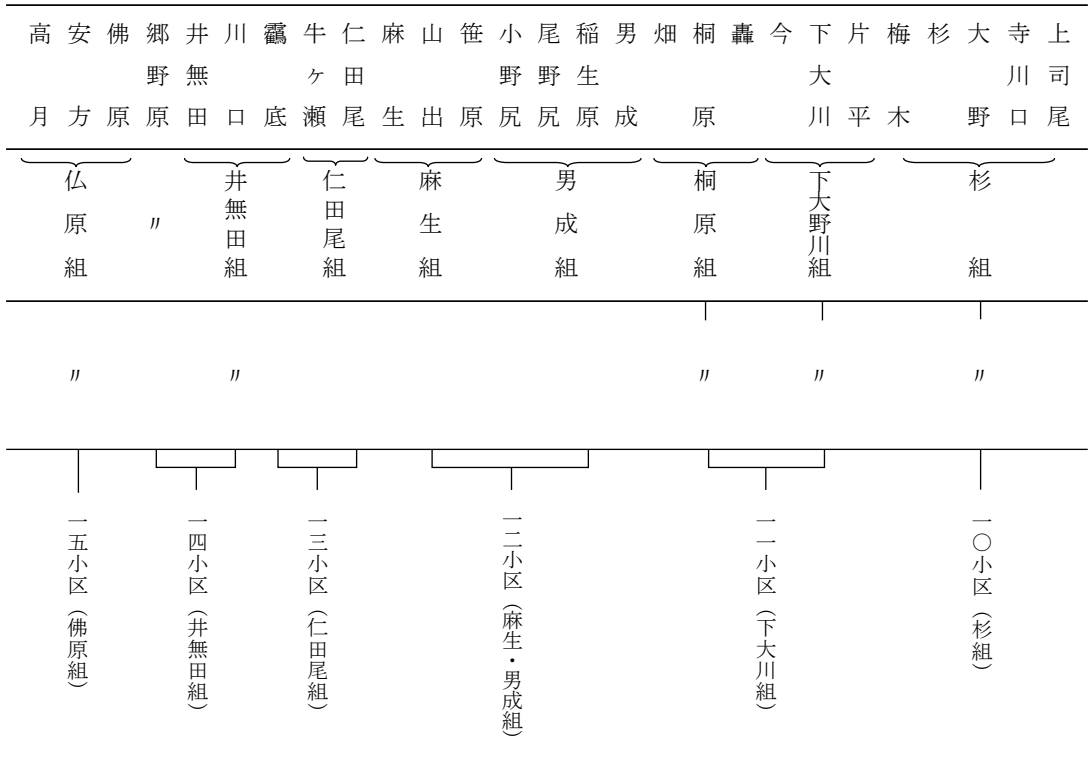 上司尾
寺川口
大野
杉
梅木
片平
下大川
今
轟
桐原
畑
男成
稲生原
尾野尻
小野尻
笹原
山出
麻生
仁田尾
牛ヶ瀬
靏底
川口
井無田
郷野原
佛原
安方
高月
杉組
下大野川組
桐原組
男成組
麻生組
仁田尾組
井無田組
〃
仏原組
〃
〃
〃
〃
〃
一〇小区(杉組)
一一小区(下大川組)
一二小区(麻生・男成組)
一三小区(仁田尾組)
一四小区(井無田組)
一五小区(佛原組)